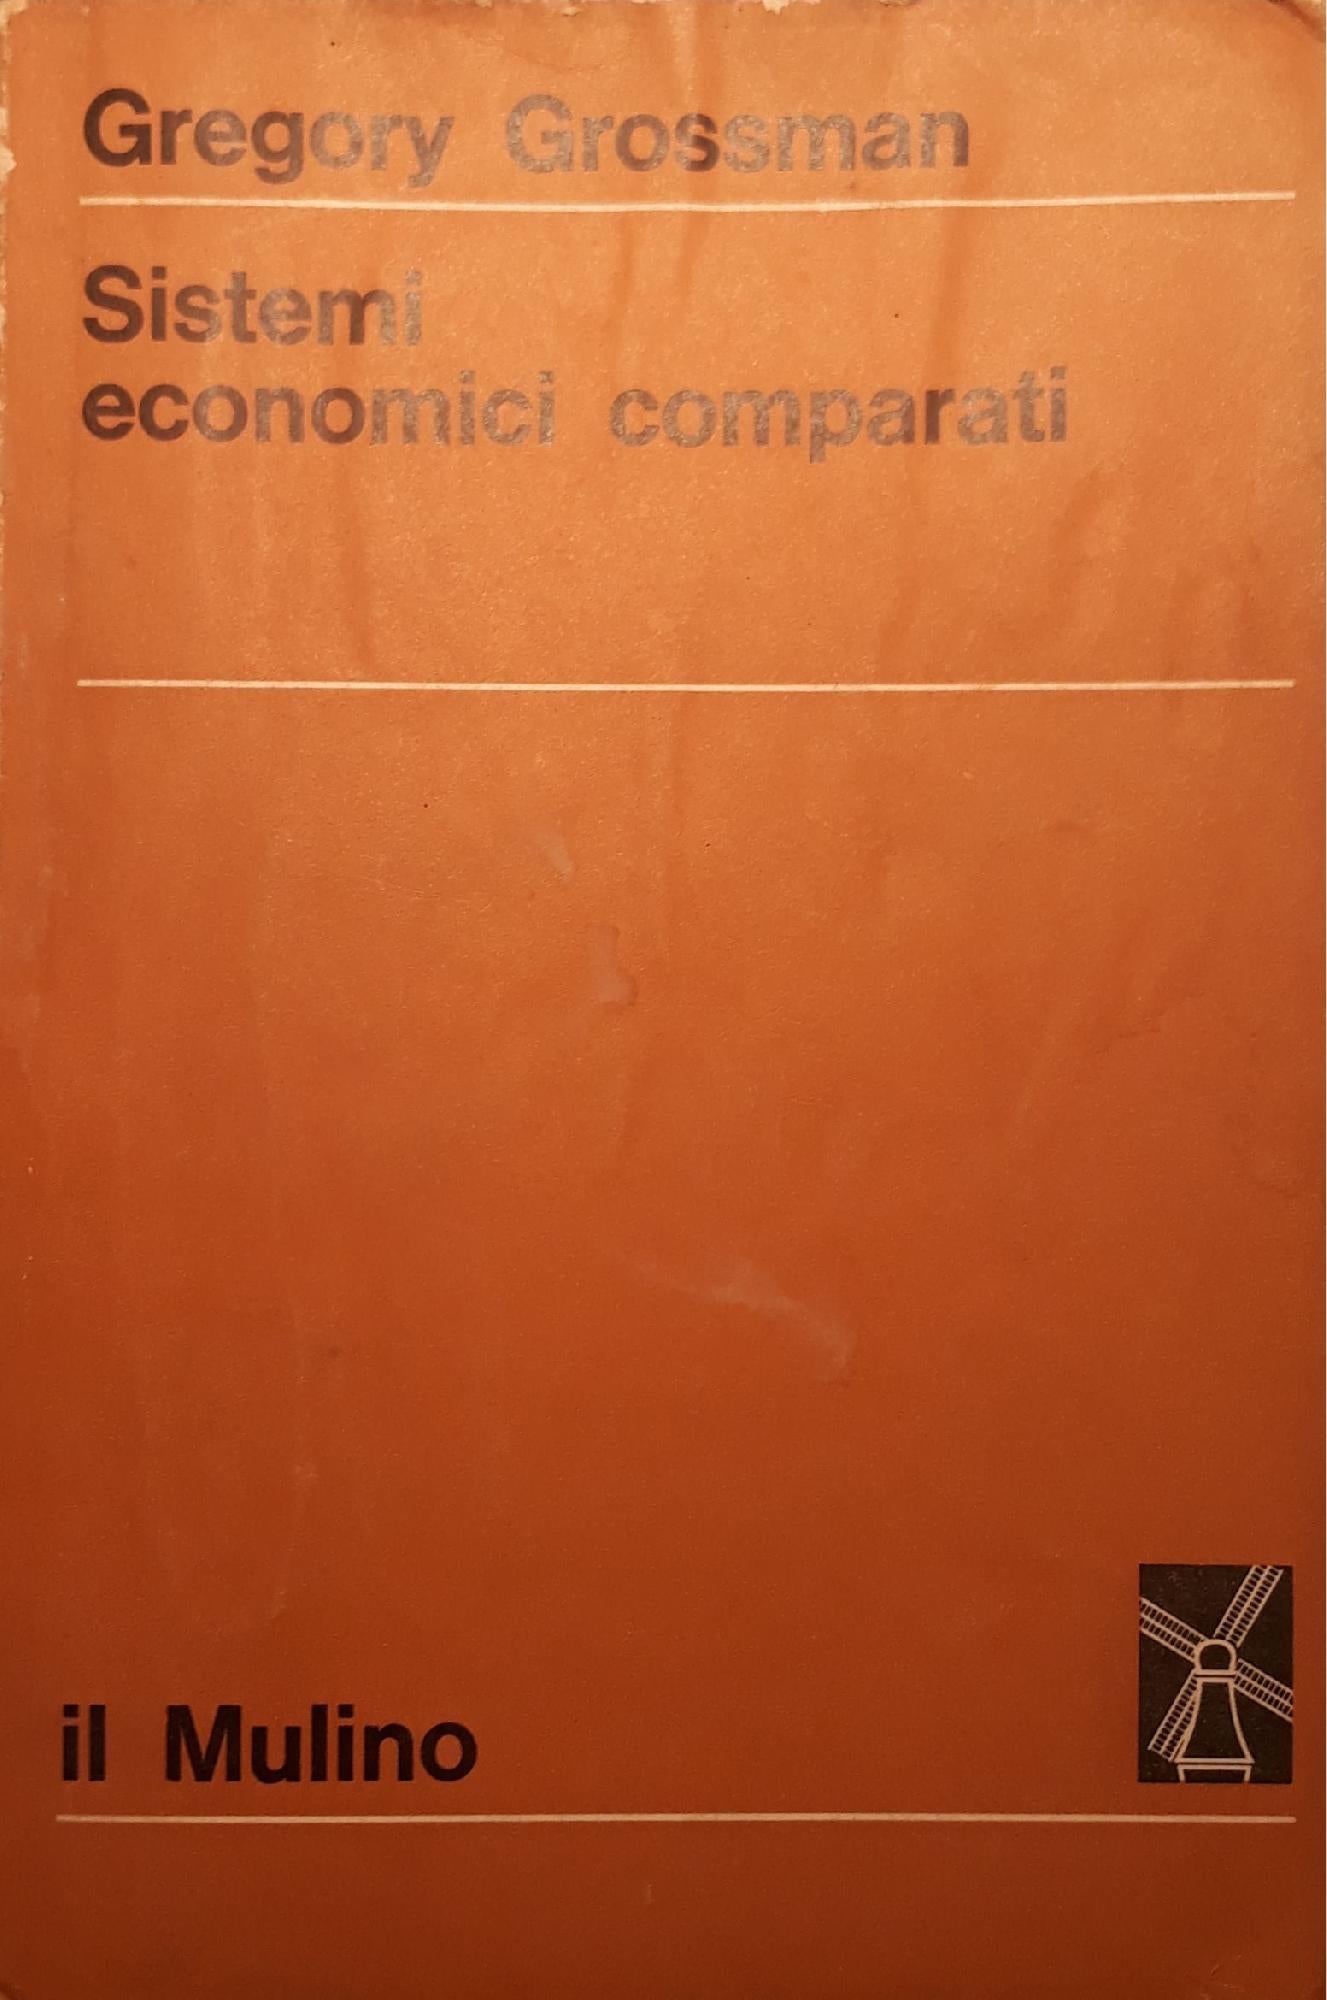 Gregory Grossman
Sistemi
economici comparati
il Mulino